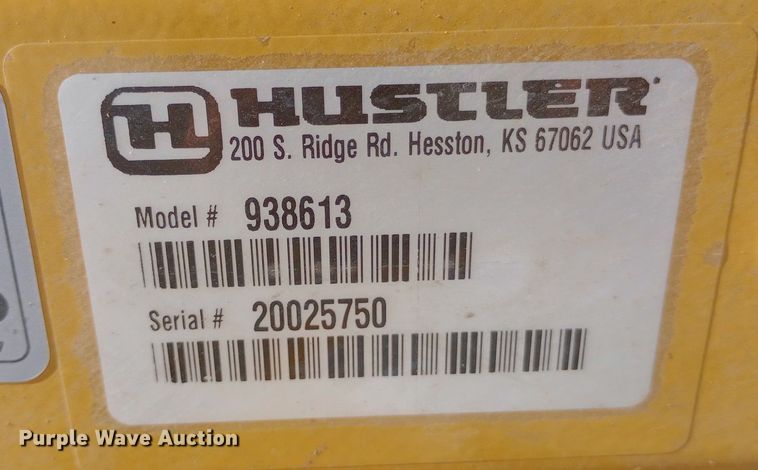 H HUSTLER
200 S. Ridge Rd. Hesston, KS 67062 USA
Model # 938613
Serial # 20025750
Purple Wave Auction